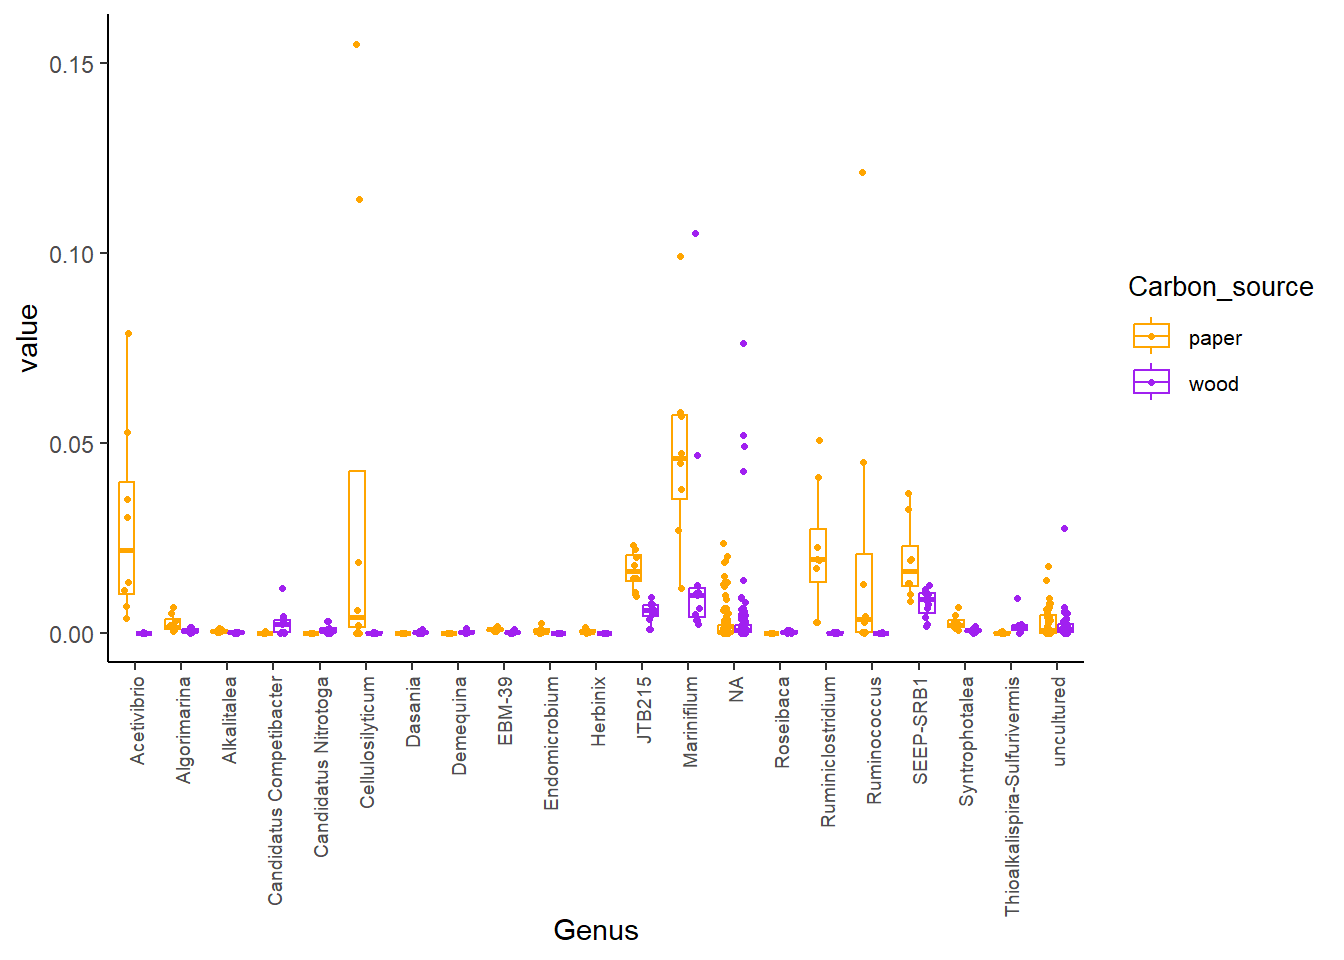 0.15
0.10
0.05
0.00
value
Acetivibrio
Algorimarina
Alkalitalea
Candidatus Competibacter
Candidatus Nitrotoga
Cellulosilyticum
Dasania
Demequina
EBM-39
Endomicrobium
Herbinix
JTB215
Marinifilum
NA
Roseibaca
Ruminiclostridium
Ruminococcus
SEEP-SRB1
Syntrophotalea
Thioalkalispira-Sulfurivermis
uncultured
Genus
Carbon_source
paper
wood